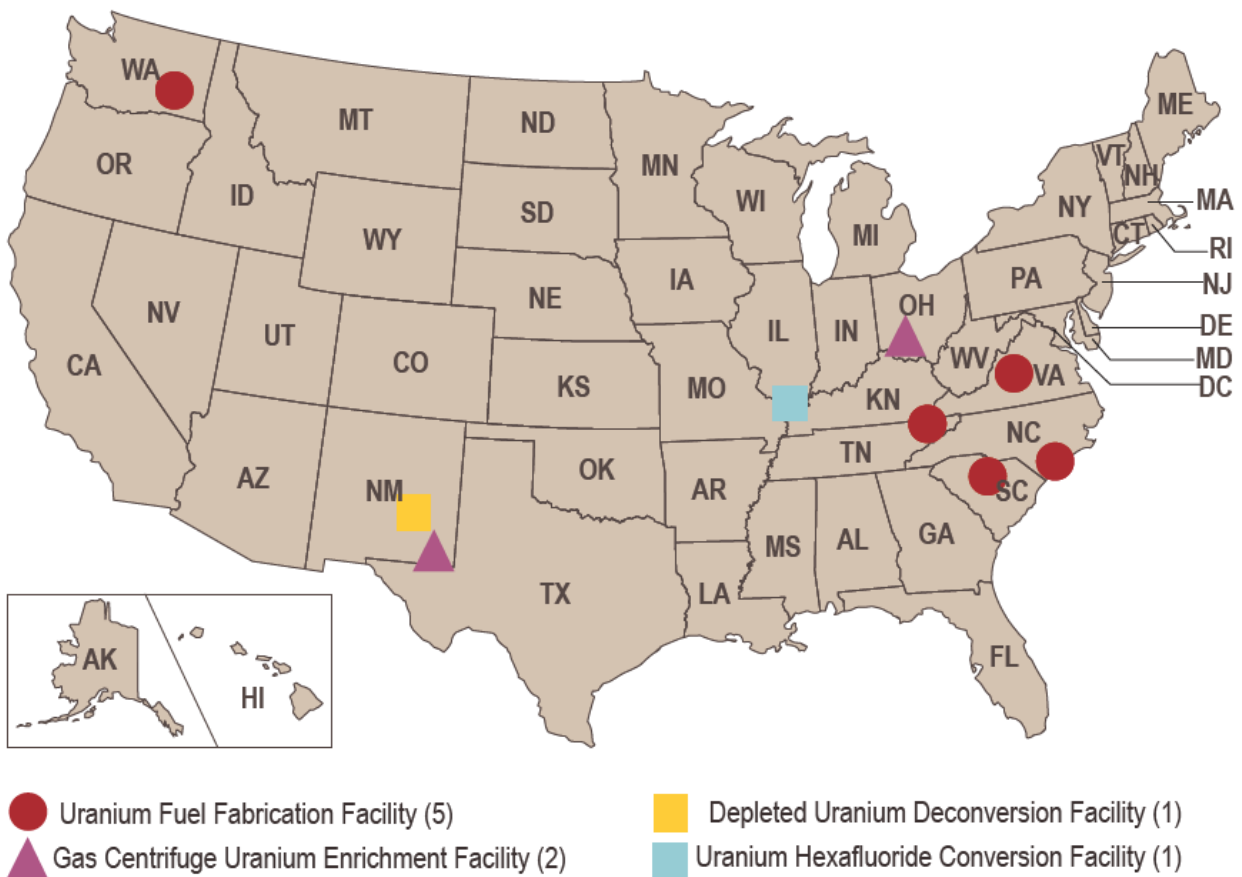 WA
MT
ND
MN
ME
OR
ID
SD
WI
VT
NH
WY
MI
NY
MA
CT
RI
NV
UT
NE
IA
PA
NJ
CA
CO
IL
IN
OH
DE
KS
MO
WV
VA
MD
DC
KN
AZ
NM
OK
AR
TN
NC
SC
TX
LA
MS
AL
GA
FL
AK
HI
Uranium Fuel Fabrication Facility (5)
Depleted Uranium Deconversion Facility (1)
Gas Centrifuge Uranium Enrichment Facility (2)
Uranium Hexafluoride Conversion Facility (1)